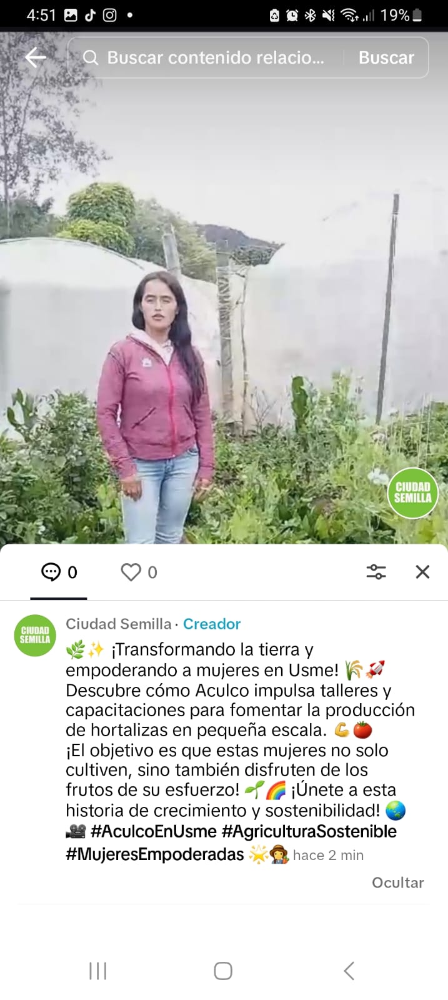 4:51
19%
Buscar contenido relacio... Buscar
CIUDAD
SEMILLA
0 0
CIUDAD
SEMILLA
Ciudad Semilla · Creador
🌿✨ ¡Transformando la tierra y
empoderando a mujeres en Usme! 🌾🚀
Descubre cómo Aculco impulsa talleres y
capacitaciones para fomentar la producción
de hortalizas en pequeña escala. 💪🍅
¡El objetivo es que estas mujeres no solo
cultiven, sino también disfruten de los
frutos de su esfuerzo! 🌱🌈 ¡Únete a esta
historia de crecimiento y sostenibilidad! 🌏
🎥 #AculcoEnUsme #AgriculturaSostenible
#MujeresEmpoderadas 🌟👩‍🌾 hace 2 min
Ocultar